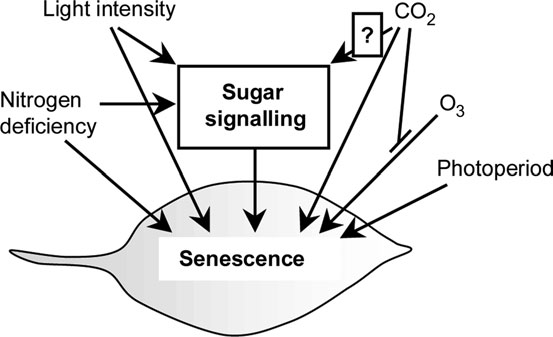 Light intensity
CO₂
?
Nitrogen
deficiency
Sugar
signalling
O₃
Photoperiod
Senescence